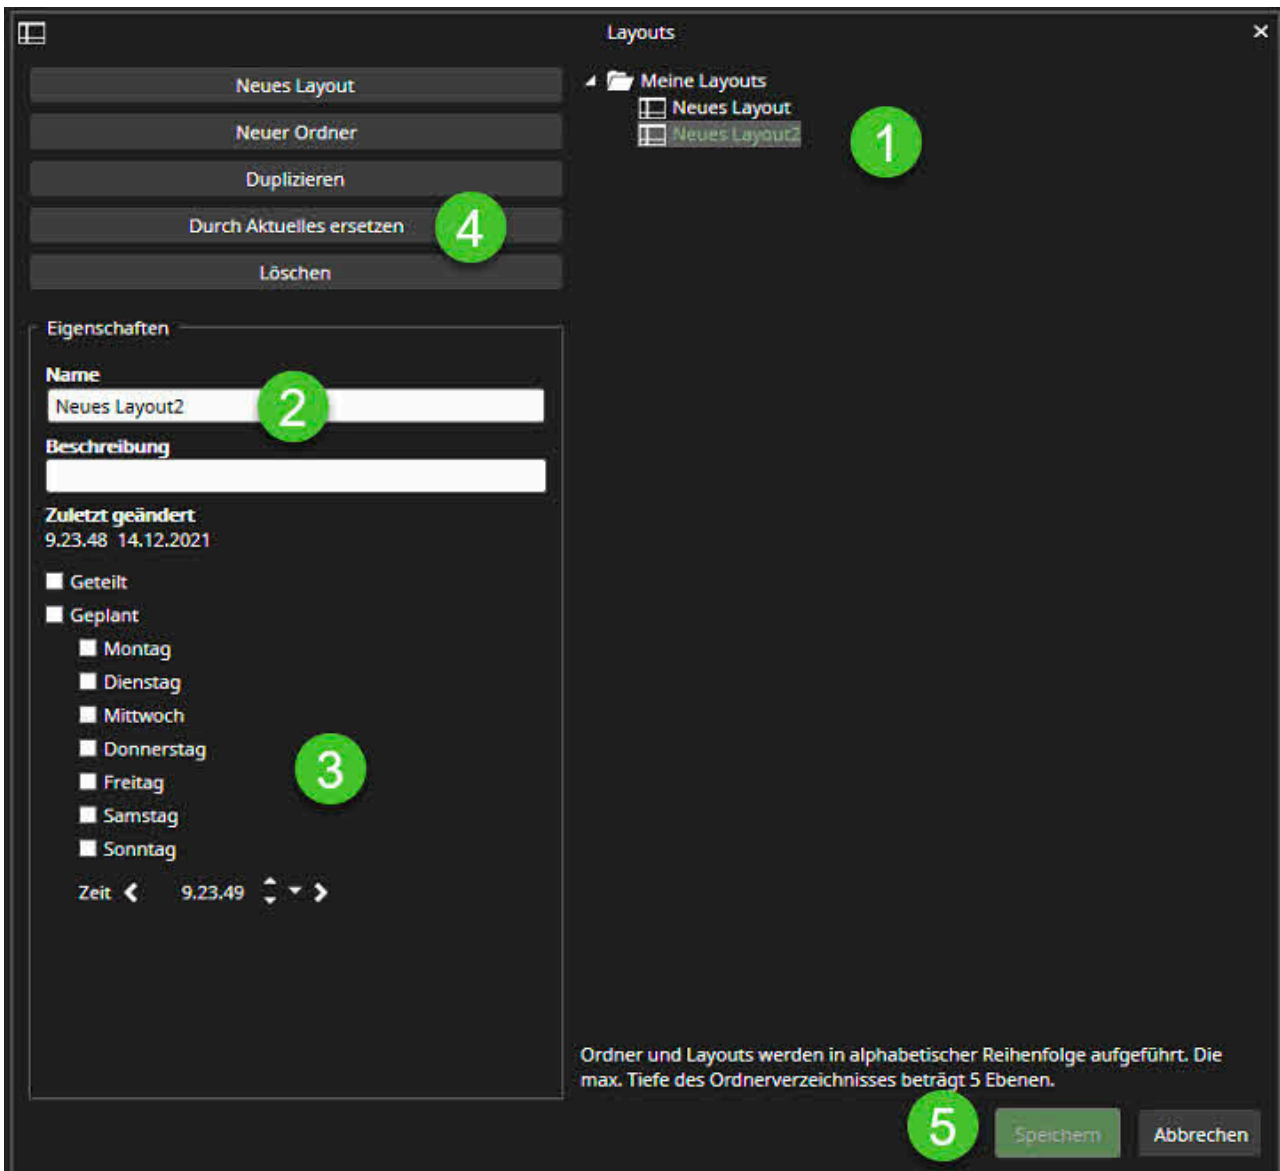 Layouts
Neues Layout
Neuer Ordner
Duplizieren
Durch Aktuelles ersetzen
4
Löschen
Meine Layouts
Neues Layout
Neues Layout2
1
Eigenschaften
Name
Neues Layout2
2
Beschreibung
Zuletzt geändert
9.23.48 14.12.2021
Geteilt
Geplant
Montag
Dienstag
Mittwoch
Donnerstag
Freitag
Samstag
Sonntag
3
Zeit 9.23.49
Ordner und Layouts werden in alphabetischer Reihenfolge aufgeführt. Die
max. Tiefe des Ordnerverzeichnisses beträgt 5 Ebenen.
5
Speichern
Abbrechen